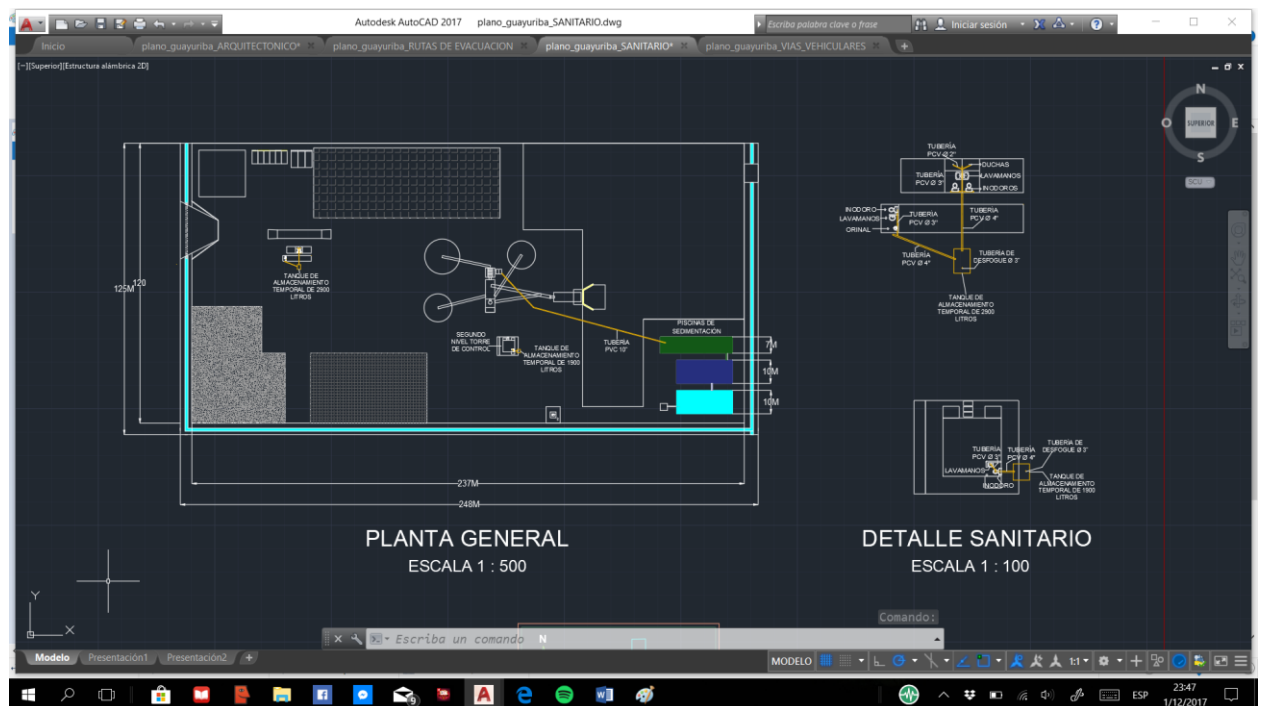 Autodesk AutoCAD 2017 plano_guayuriba_SANITARIO.dwg
Escriba palabra clave o frase
Iniciar sesión
Inicio
plano_guayuriba_ARQUITECTONICO*
plano_guayuriba_RUTAS DE EVACUACION
plano_guayuriba_SANITARIO*
plano_guayuriba_VIAS_VEHICULARES
[−][Superior][Estructura alámbrica 2D]
N
O
SUPERIOR
E
S
SCU
125M
120
TANQUE DE
ALMACENAMIENTO
TEMPORAL DE 2900
LITROS
SEGUNDO
NIVEL TORRE
DE CONTROL
TANQUE DE
ALMACENAMIENTO
TEMPORAL DE 1900
LITROS
TUBERÍA
PVC 10"
PISCINAS DE
SEDIMENTACIÓN
7M
10M
10M
237M
248M
PLANTA GENERAL
ESCALA 1 : 500
TUBERÍA
PCV Ø 2"
DUCHAS
TUBERÍA
PCV Ø 3"
LAVAMANOS
INODOROS
INODORO
LAVAMANOS
ORINAL
TUBERÍA
PCV Ø 3"
TUBERÍA
PCV Ø 4"
TUBERÍA
PCV Ø 4"
TUBERÍA DE
DESFOGUE Ø 3"
TANQUE DE
ALMACENAMIENTO
TEMPORAL DE 2900
LITROS
TUBERÍA
PCV Ø 3"
TUBERÍA
PCV Ø 4"
TUBERÍA DE
DESFOGUE Ø 3"
LAVAMANOS
INODORO
TANQUE DE
ALMACENAMIENTO
TEMPORAL DE 1900
LITROS
DETALLE SANITARIO
ESCALA 1 : 100
Y
X
Comando:
Escriba un comando
N
Modelo
Presentación1
Presentación2
MODELO
1:1
ESP
23:47
1/12/2017